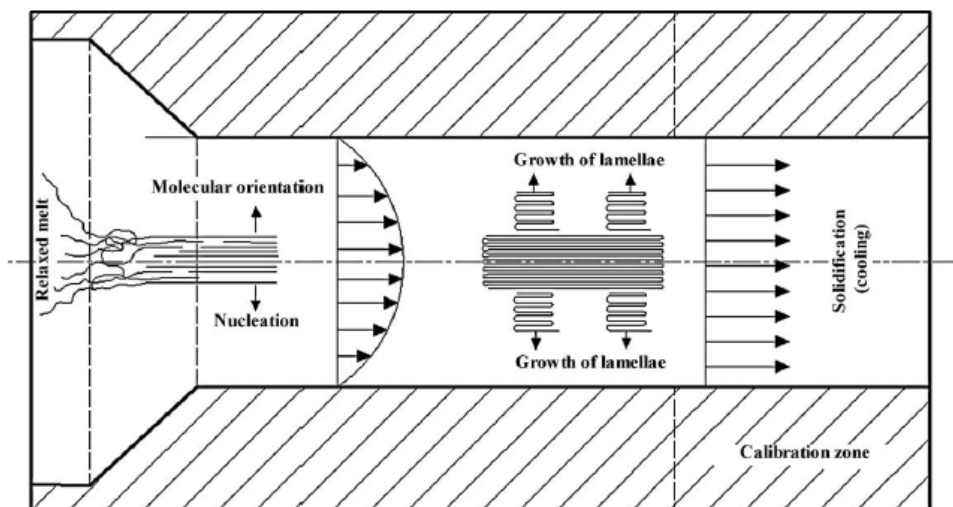 Relaxed melt
Molecular orientation
Nucleation
Growth of lamellae
Growth of lamellae
Solidification
(cooling)
Calibration zone